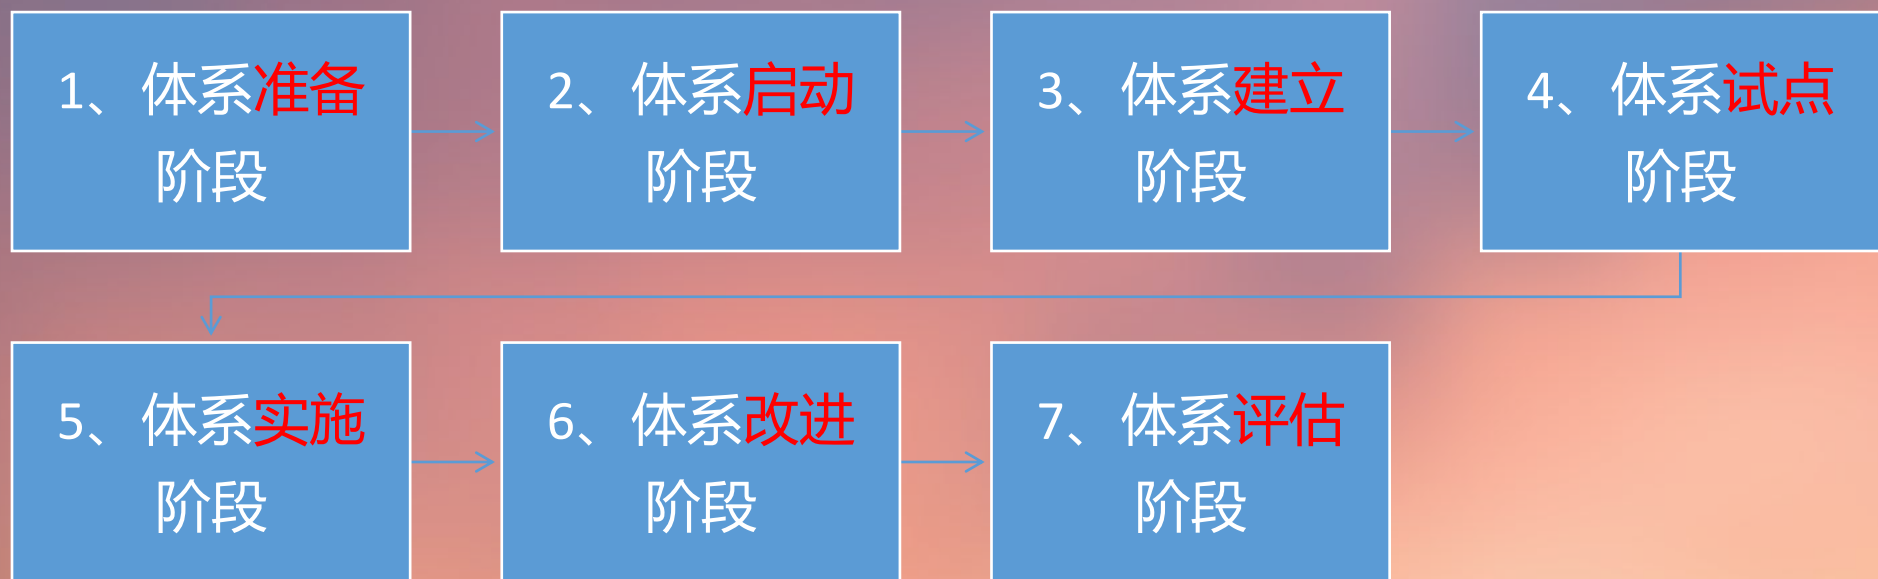 1、体系准备
阶段
2、体系启动
阶段
3、体系建立
阶段
4、体系试点
阶段
5、体系实施
阶段
6、体系改进
阶段
7、体系评估
阶段